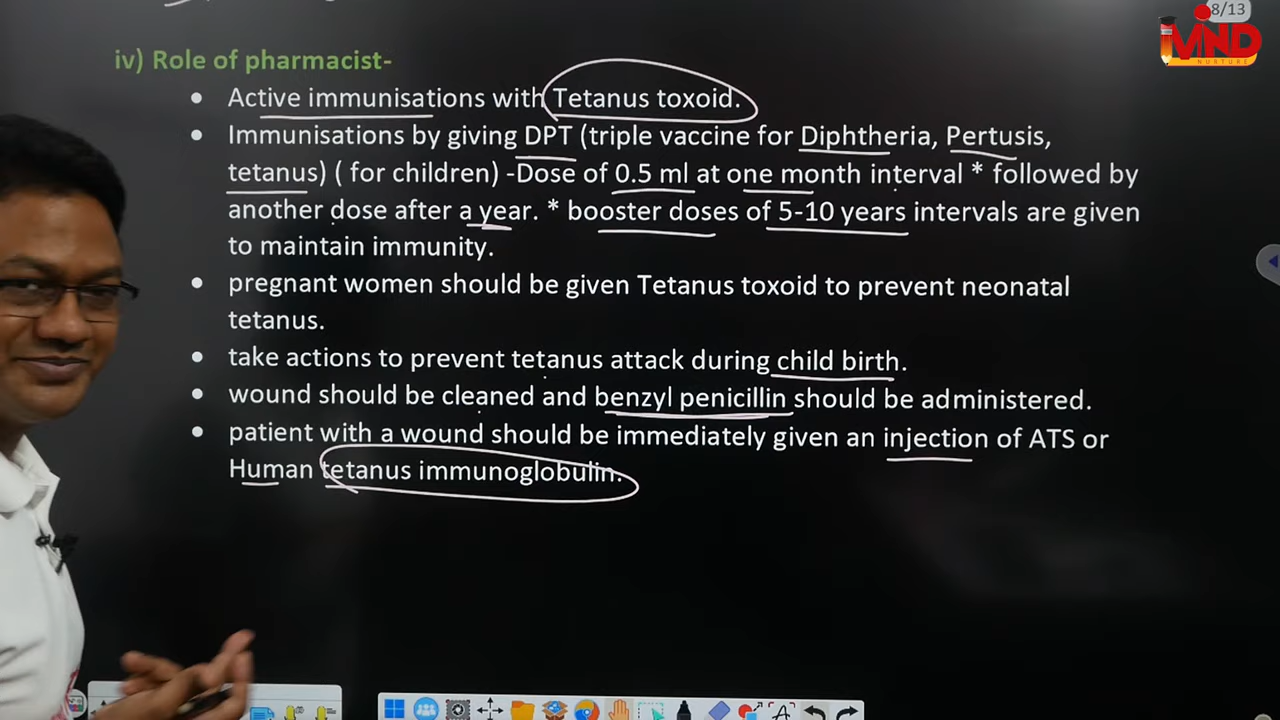 8/13
MIND
NURTURE
iv) Role of pharmacist-
• Active immunisations with Tetanus toxoid.
• Immunisations by giving DPT (triple vaccine for Diphtheria, Pertusis,
tetanus) ( for children) -Dose of 0.5 ml at one month interval * followed by
another dose after a year. * booster doses of 5-10 years intervals are given
to maintain immunity.
• pregnant women should be given Tetanus toxoid to prevent neonatal
tetanus.
• take actions to prevent tetanus attack during child birth.
• wound should be cleaned and benzyl penicillin should be administered.
• patient with a wound should be immediately given an injection of ATS or
Human tetanus immunoglobulin.